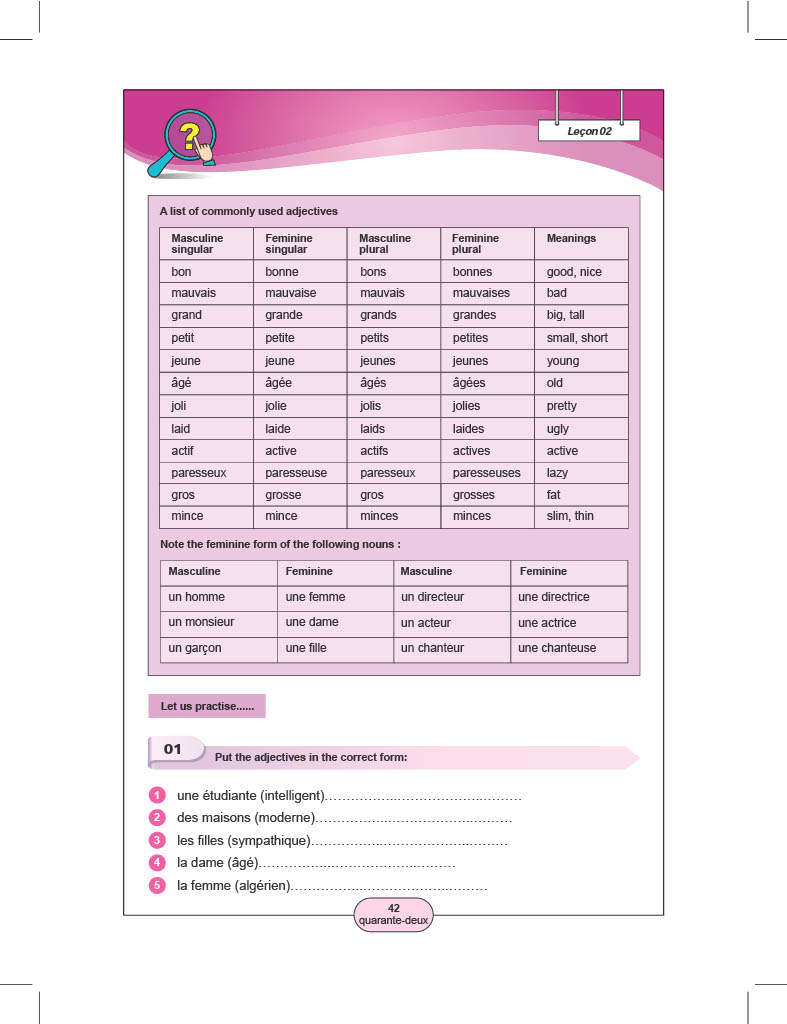 ?
Leçon 02
A list of commonly used adjectives
Masculine singular Feminine singular Masculine plural Feminine plural Meanings
bon bonne bons bonnes good, nice
mauvais mauvaise mauvais mauvaises bad
grand grande grands grandes big, tall
petit petite petits petites small, short
jeune jeune jeunes jeunes young
âgé âgée âgés âgées old
joli jolie jolis jolies pretty
laid laide laids laides ugly
actif active actifs actives active
paresseux paresseuse paresseux paresseuses lazy
gros grosse gros grosses fat
mince mince minces minces slim, thin
Note the feminine form of the following nouns :
Masculine Feminine Masculine Feminine
un homme une femme un directeur une directrice
un monsieur une dame un acteur une actrice
un garçon une fille un chanteur une chanteuse
Let us practise......
01
Put the adjectives in the correct form:
1 une étudiante (intelligent)……………..………………..………
2 des maisons (moderne)……………..………………..………
3 les filles (sympathique)……………..………………..………
4 la dame (âgé)……………..………………..………
5 la femme (algérien)……………..………………..………
42
quarante-deux